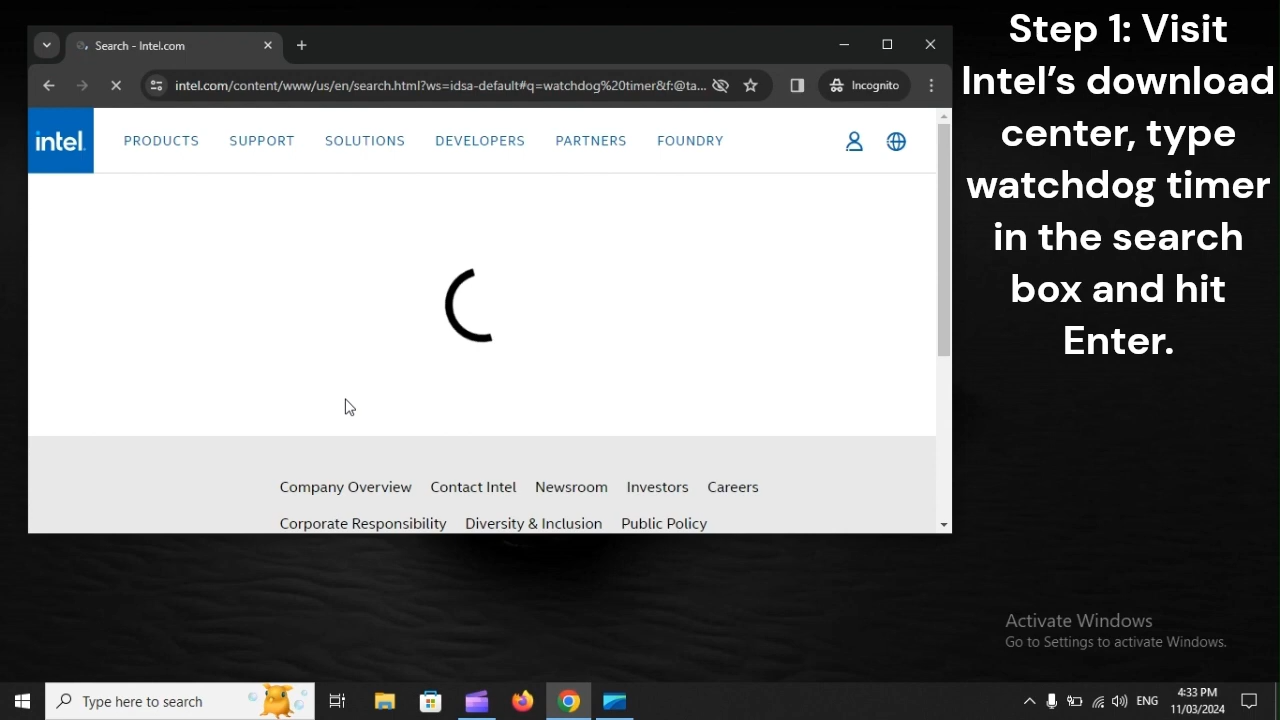 Search - Intel.com
intel.com/content/www/us/en/search.html?ws=idsa-default#q=watchdog%20timer&f:@ta...
Incognito
intel.
PRODUCTS SUPPORT SOLUTIONS DEVELOPERS PARTNERS FOUNDRY
Company Overview Contact Intel Newsroom Investors Careers
Corporate Responsibility Diversity & Inclusion Public Policy
Step 1: Visit
Intel’s download
center, type
watchdog timer
in the search
box and hit
Enter.
Activate Windows
Go to Settings to activate Windows.
Type here to search
ENG
4:33 PM
11/03/2024